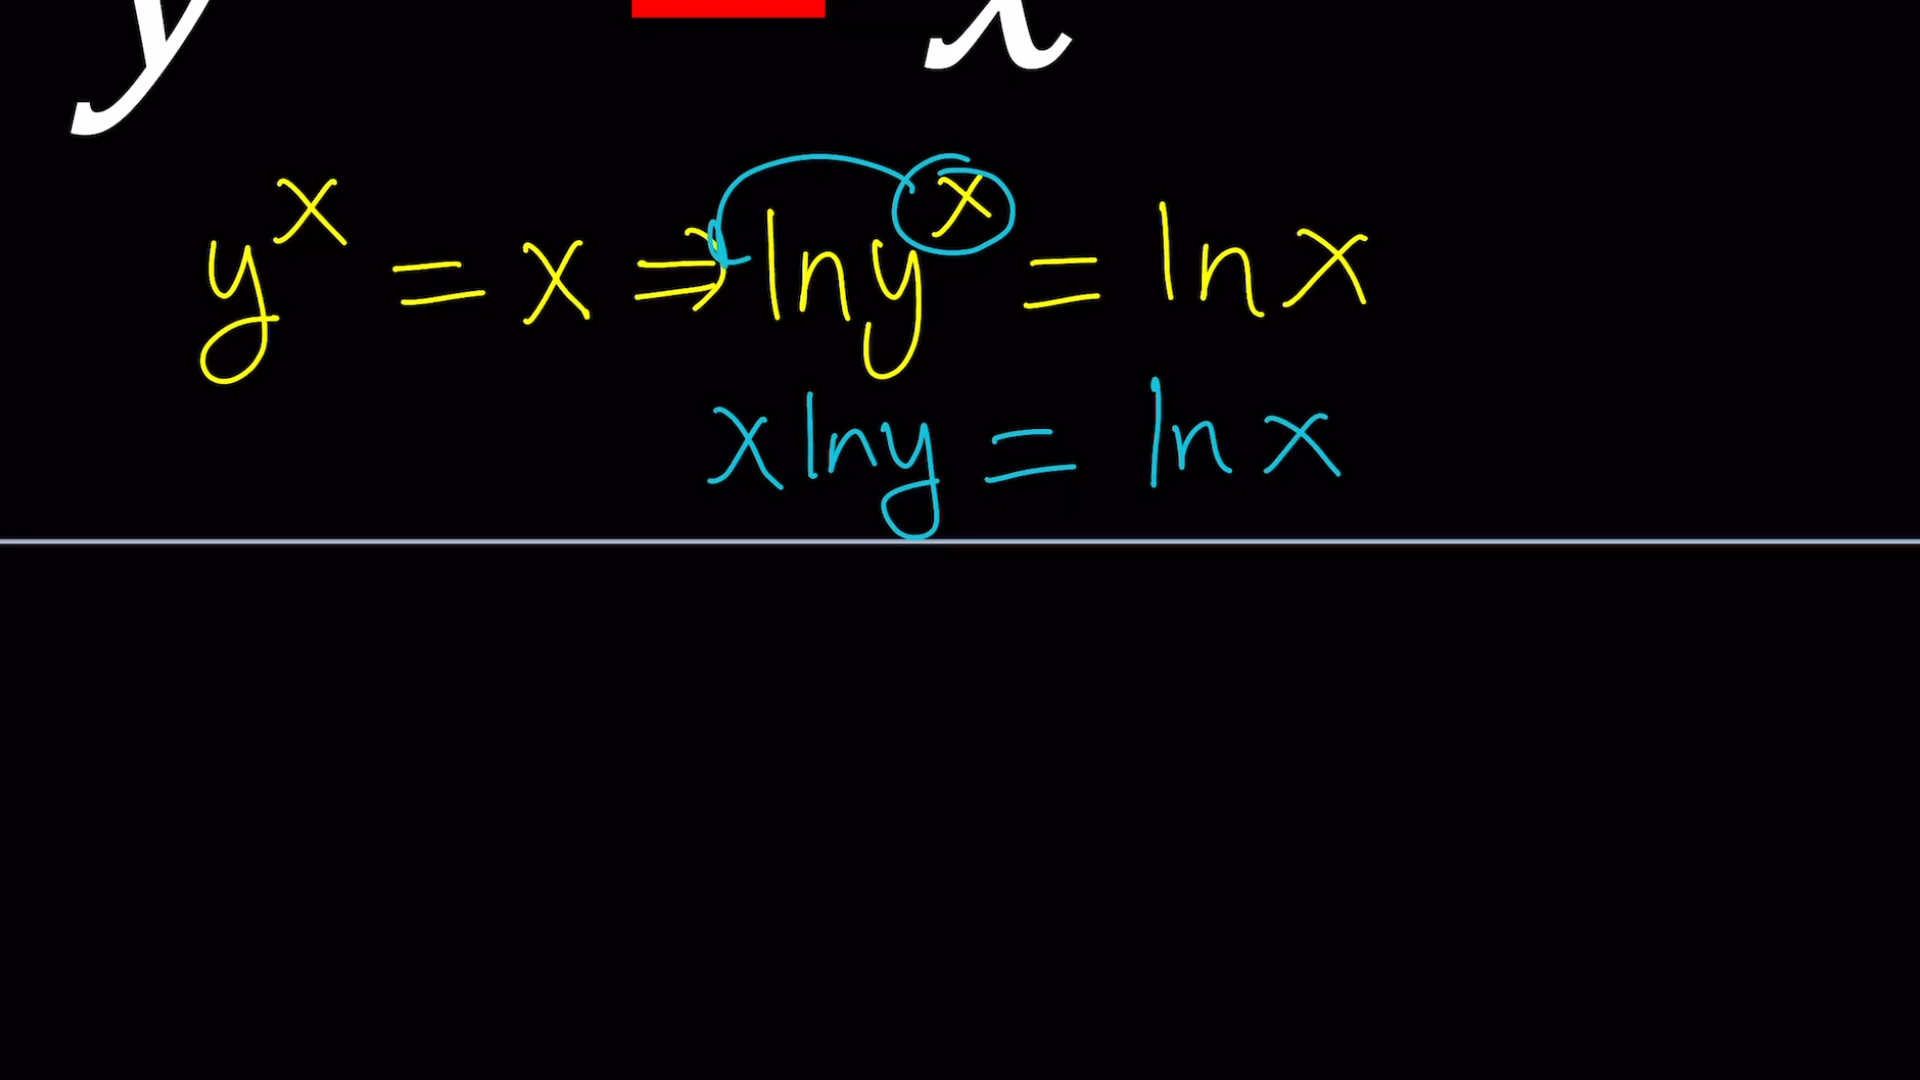 y = x
y^x = x ⇒ ln y^x = ln x
x ln y = ln x